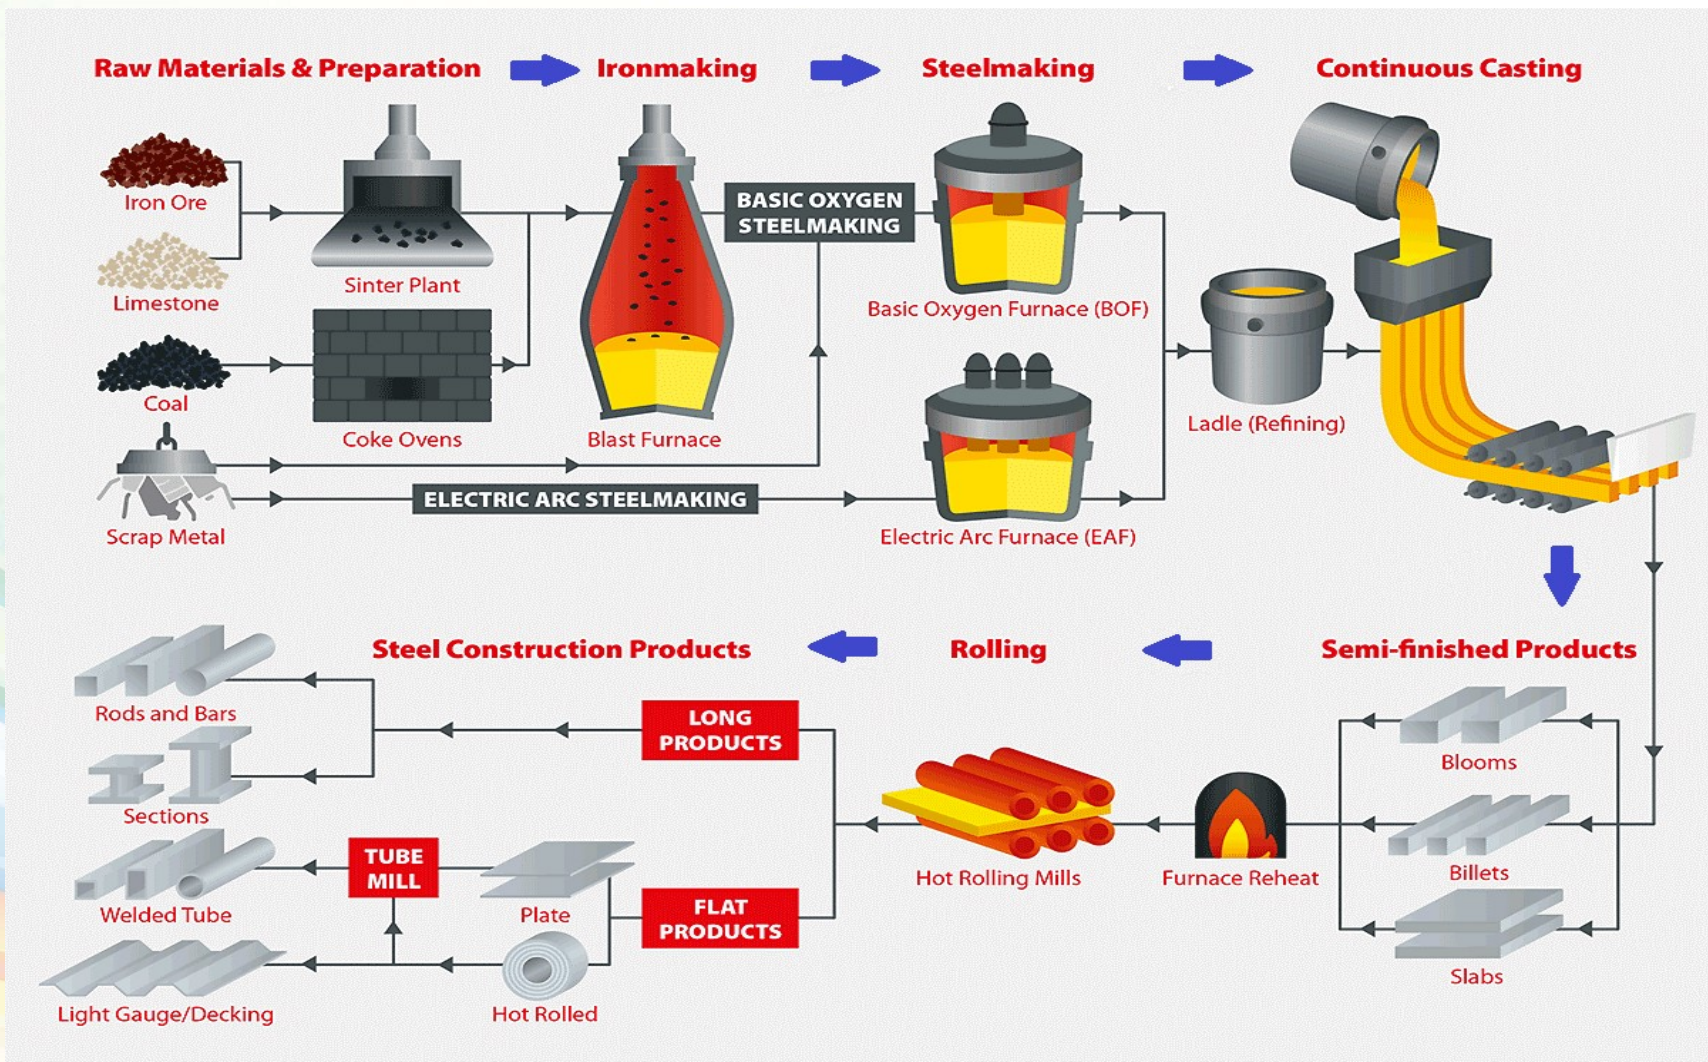 Raw Materials & Preparation
Ironmaking
Steelmaking
Continuous Casting
Iron Ore
Limestone
Sinter Plant
Coal
Coke Ovens
Scrap Metal
Blast Furnace
BASIC OXYGEN
STEELMAKING
ELECTRIC ARC STEELMAKING
Basic Oxygen Furnace (BOF)
Electric Arc Furnace (EAF)
Ladle (Refining)
Steel Construction Products
Rolling
Semi-finished Products
Rods and Bars
Sections
Welded Tube
Light Gauge/Decking
LONG
PRODUCTS
TUBE
MILL
Plate
FLAT
PRODUCTS
Hot Rolled
Hot Rolling Mills
Furnace Reheat
Blooms
Billets
Slabs